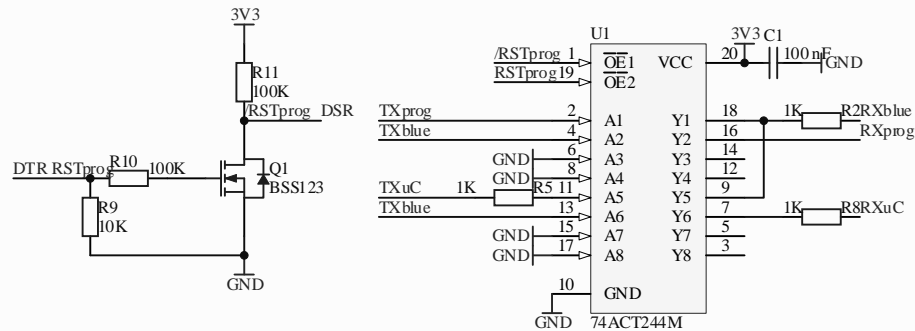 3V3
R11
100K
/RSTprog DSR
DTR RSTprog
R10
100K
Q1
BSS123
R9
10K
GND
U1
3V3
C1
100 nF
GND
/RSTprog 1 OE1 VCC 20
RSTprog 19 OE2
TXprog 2 A1 Y1 18 1K R2 RXblue
TXblue 4 A2 Y2 16 RXprog
GND 6 A3 Y3 14
GND 8 A4 Y4 12
TXuC 1K R5 11 A5 Y5 9
TXblue 13 A6 Y6 7 1K R8 RXuC
GND 15 A7 Y7 5
GND 17 A8 Y8 3
10 GND
GND
74ACT244M